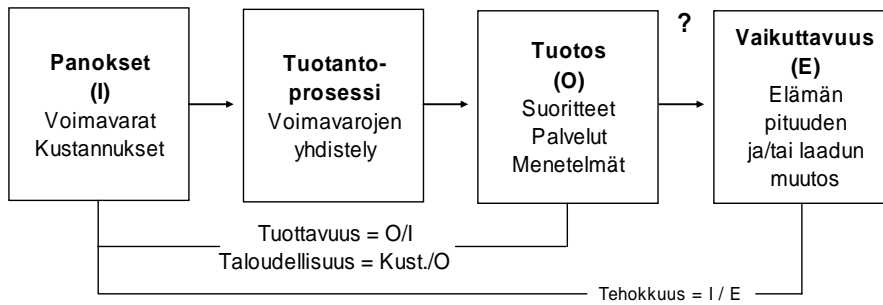 Panokset
(I)
Voimavarat
Kustannukset
Tuotanto-
prosessi
Voimavarojen
yhdistely
Tuotos
(O)
Suoritteet
Palvelut
Menetelmät
?
Vaikuttavuus
(E)
Elämän
pituuden
ja/tai laadun
muutos
Tuottavuus = O/I
Taloudellisuus = Kust./O
Tehokkuus = I / E